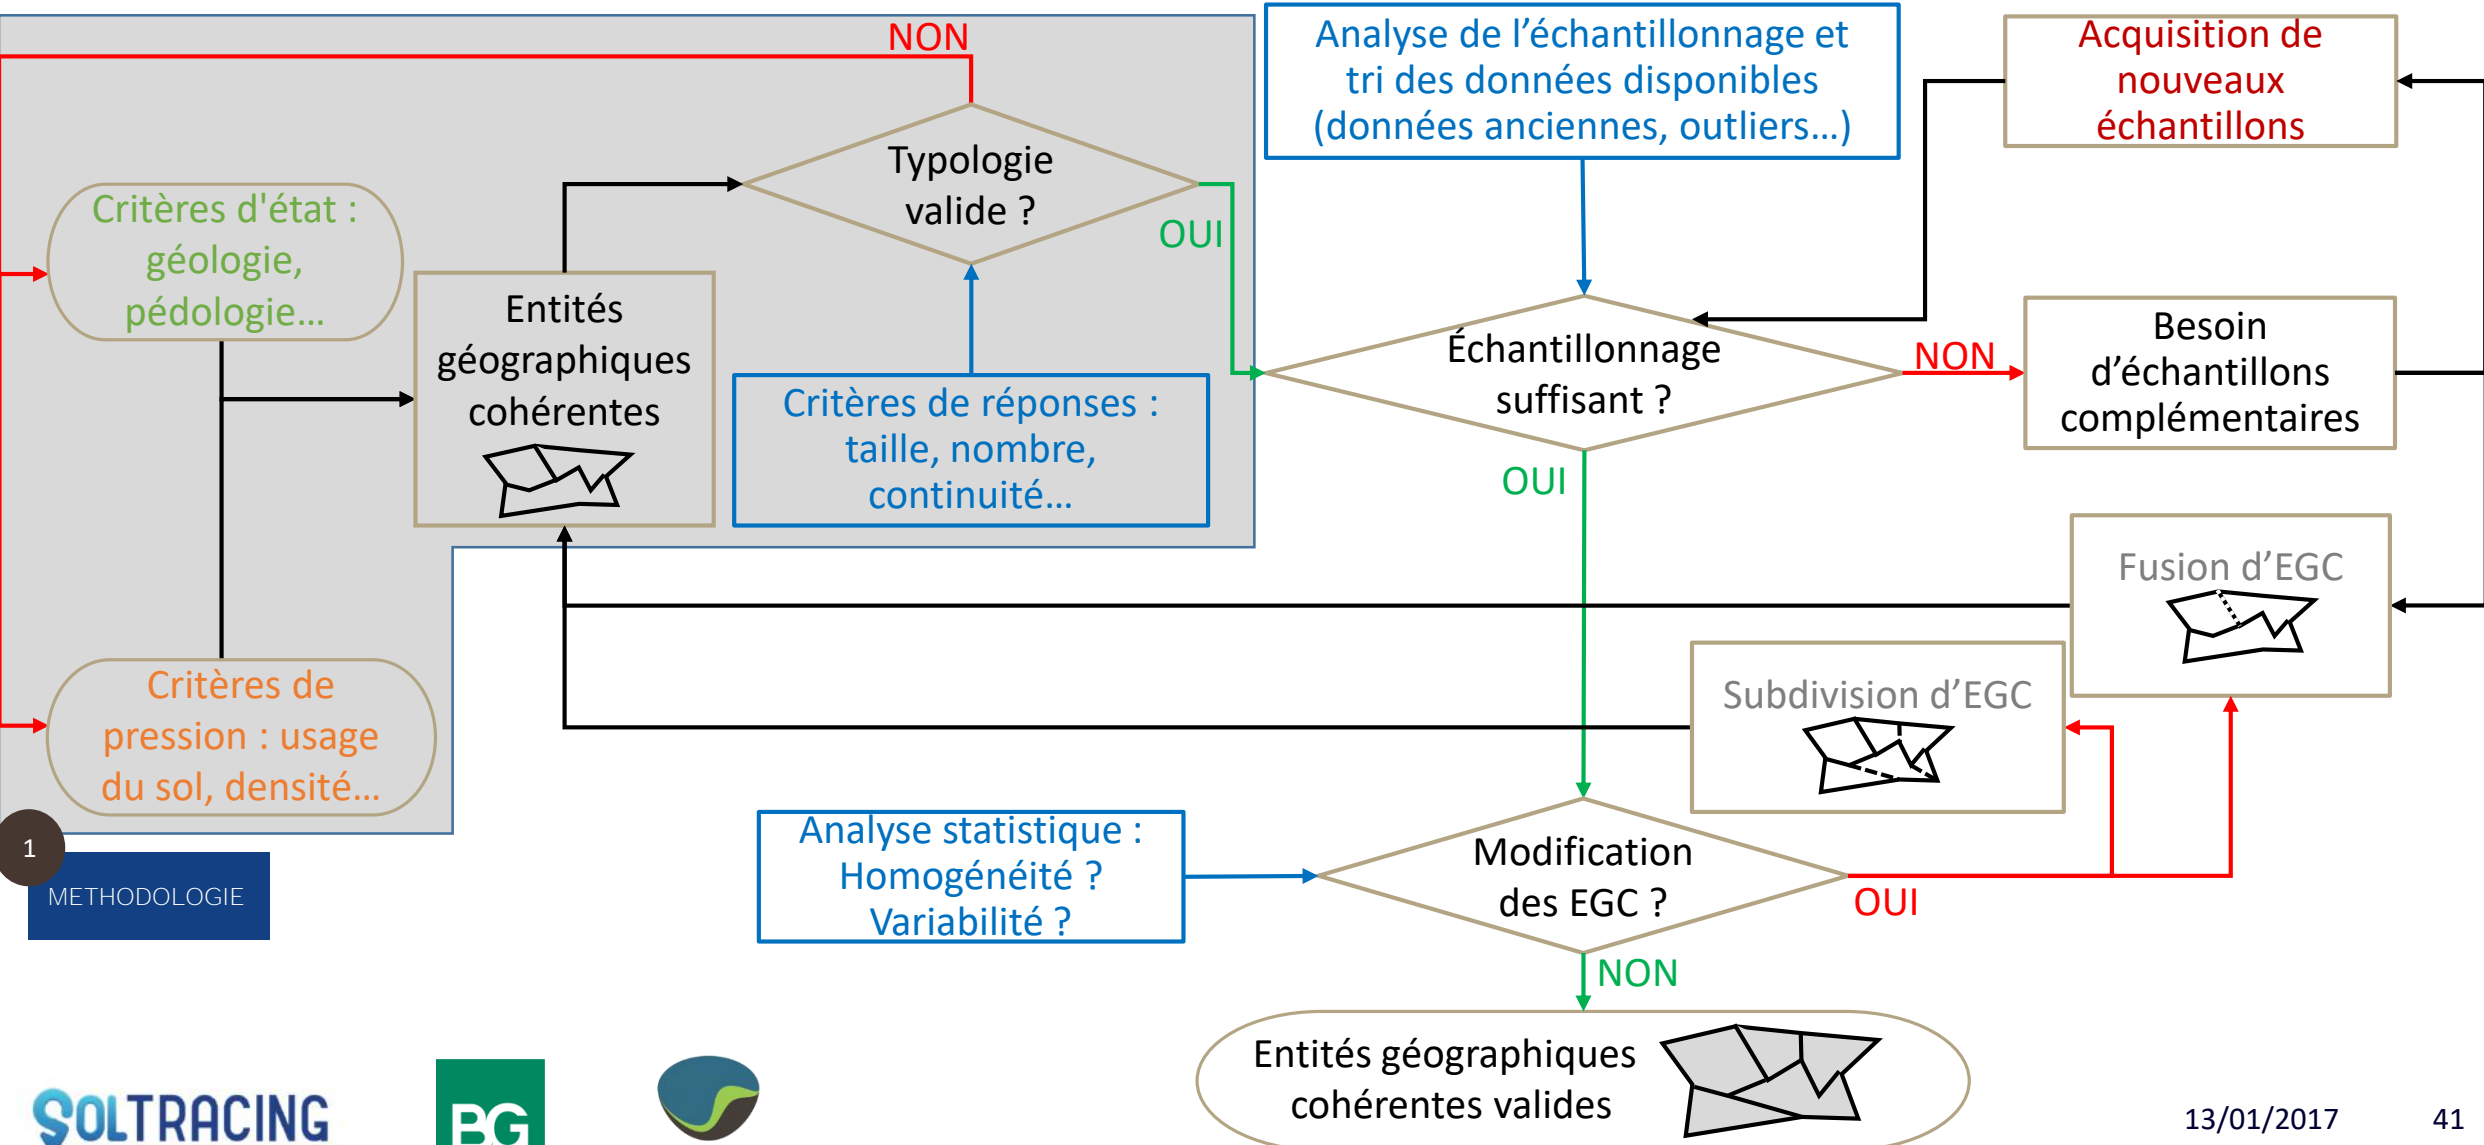 NON
Analyse de l’échantillonnage et
tri des données disponibles
(données anciennes, outliers…)
Acquisition de
nouveaux
échantillons
Typologie
valide ?
OUI
Critères d'état :
géologie,
pédologie…
Entités
géographiques
cohérentes
Critères de réponses :
taille, nombre,
continuité…
Échantillonnage
suffisant ?
NON
Besoin
d’échantillons
complémentaires
OUI
Fusion d’EGC
Subdivision d’EGC
Critères de
pression : usage
du sol, densité…
Analyse statistique :
Homogénéité ?
Variabilité ?
Modification
des EGC ?
OUI
NON
1
METHODOLOGIE
Entités géographiques
cohérentes valides
SOLTRACING
BG
13/01/2017
41